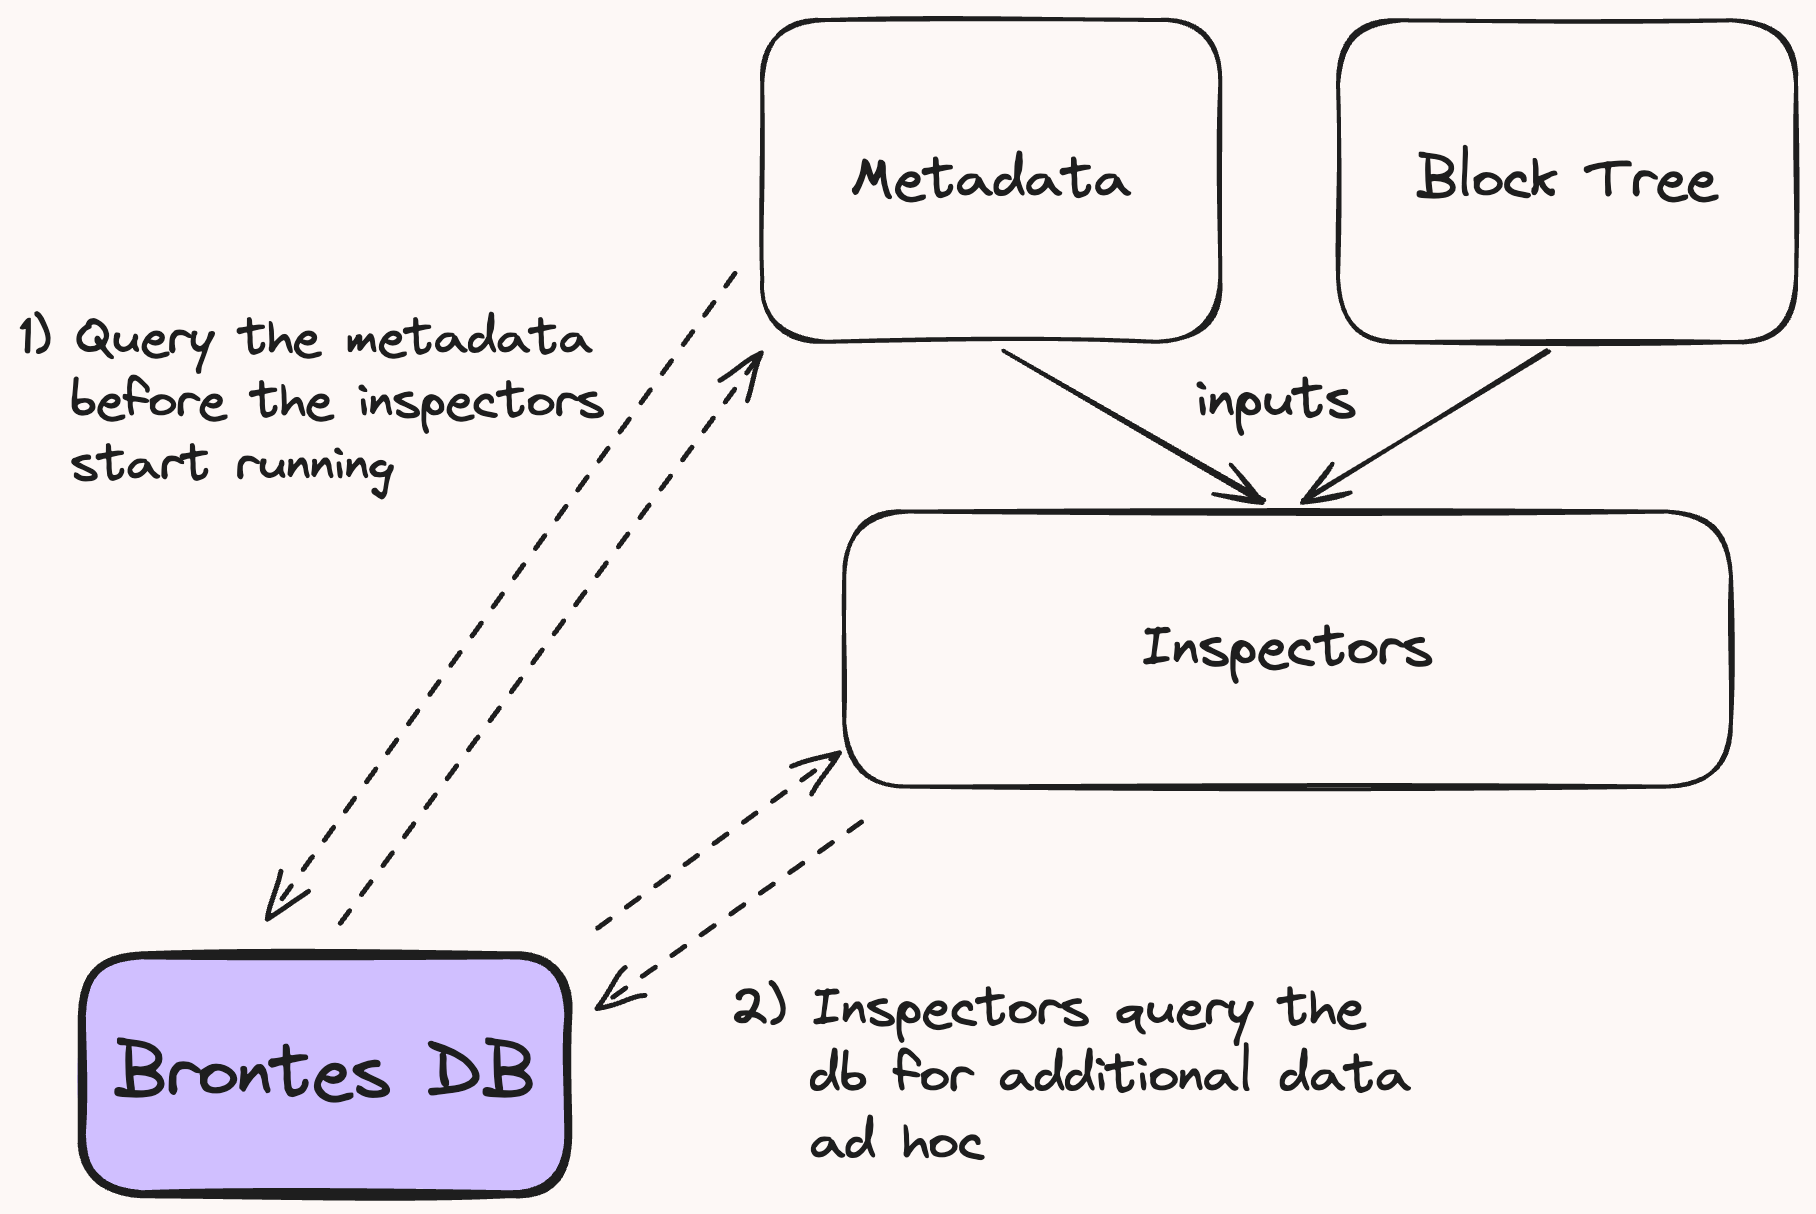 Metadata
Block Tree
1) Query the metadata
before the inspectors
start running
inputs
Inspectors
Brontes DB
2) Inspectors query the
db for additional data
ad hoc